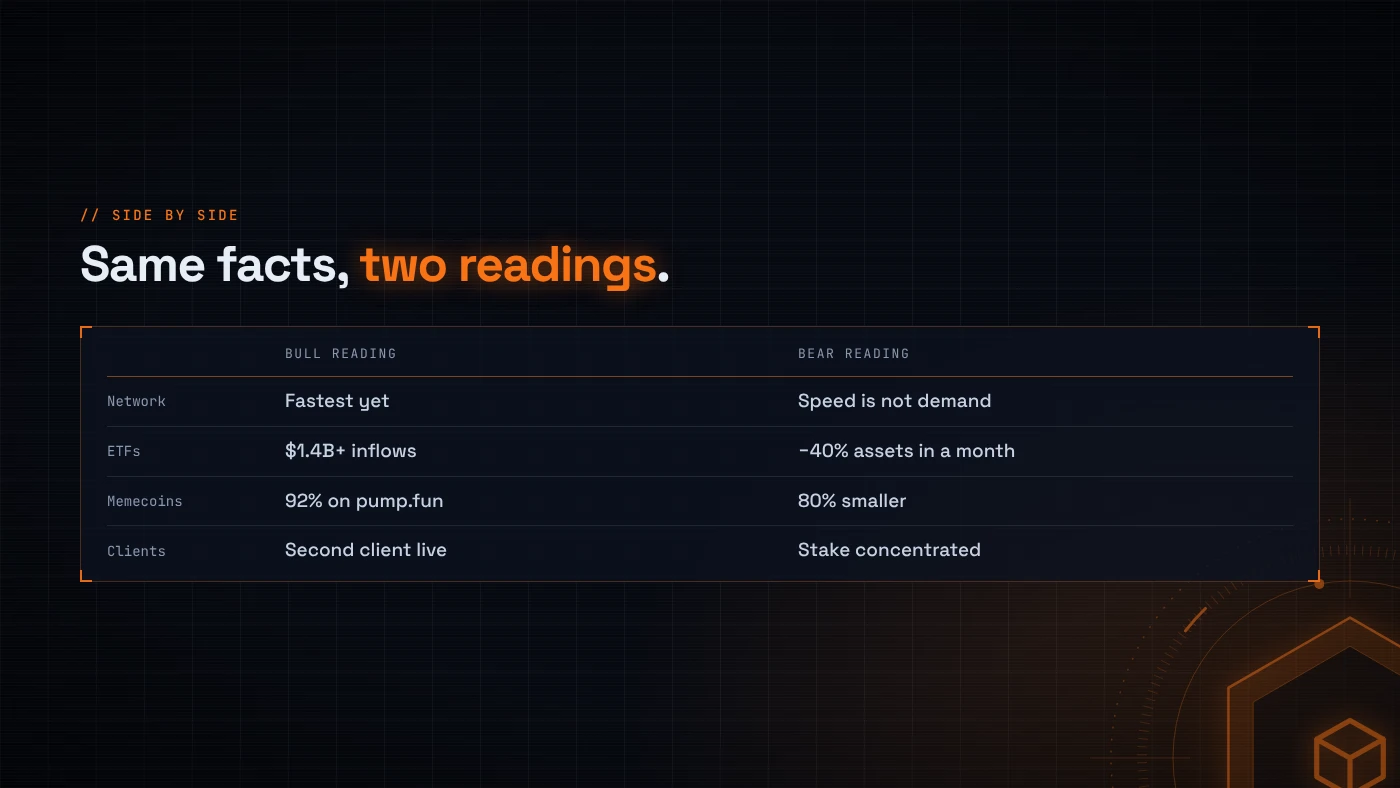 // SIDE BY SIDE
Same facts, two readings.
BULL READING BEAR READING
Network Fastest yet Speed is not demand
ETFs $1.4B+ inflows −40% assets in a month
Memecoins 92% on pump.fun 80% smaller
Clients Second client live Stake concentrated